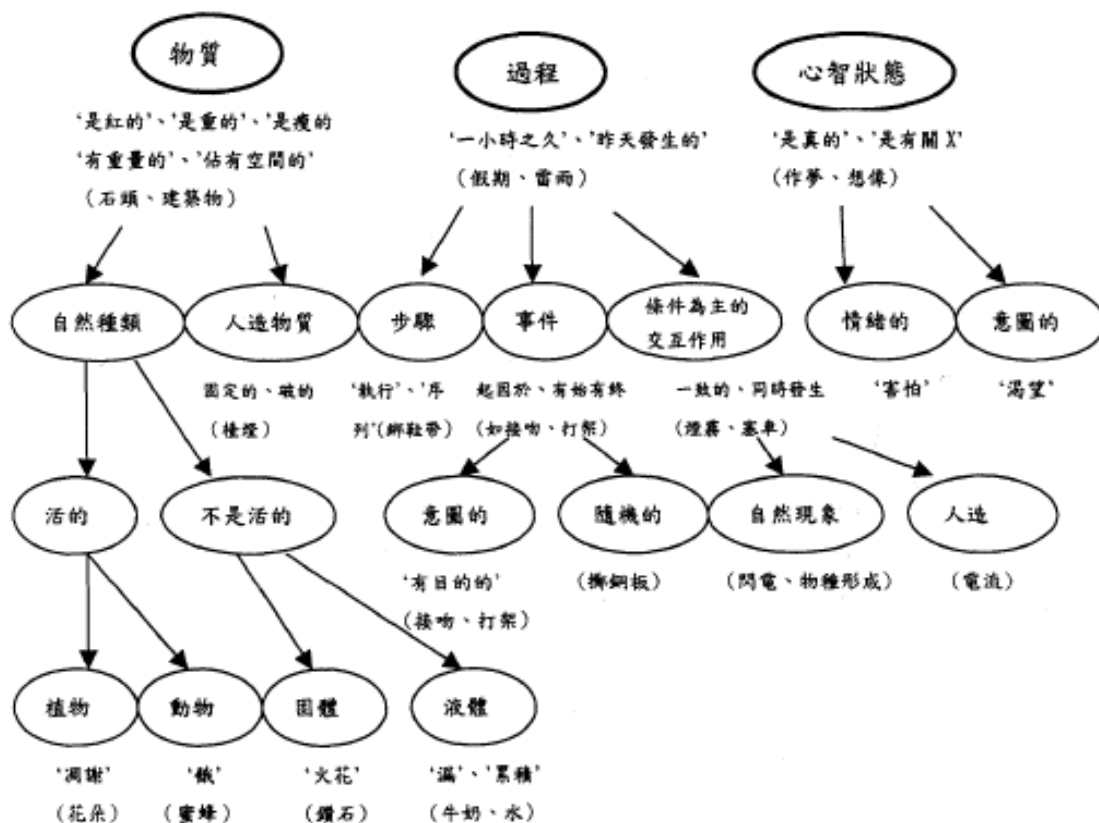 物質
過程
心智狀態
‘是紅的’、‘是重的’、‘是瘦的
‘有重量的’、‘佔有空間的’
(石頭、建築物)
‘一小時之久’、‘昨天發生的’
(假期、雷雨)
‘是真的’、‘是有關 X’
(作夢、想像)
自然種類
人造物質
步驟
事件
條件為主的
交互作用
情緒的
意圖的
固定的、破的
(檯燈)
‘執行’、‘序
列’(綁鞋帶)
起因於、有始有終
(如接吻、打架)
一致的、同時發生
(煙霧、塞車)
‘害怕’
‘渴望’
活的
不是活的
意圖的
隨機的
自然現象
人造
‘有目的的’
(接吻、打架)
(擲銅板)
(閃電、物種形成)
(電流)
植物
動物
固體
液體
‘凋謝’
(花朵)
‘餓’
(蜜蜂)
‘火花’
(鑽石)
‘漏’、‘累積’
(牛奶、水)